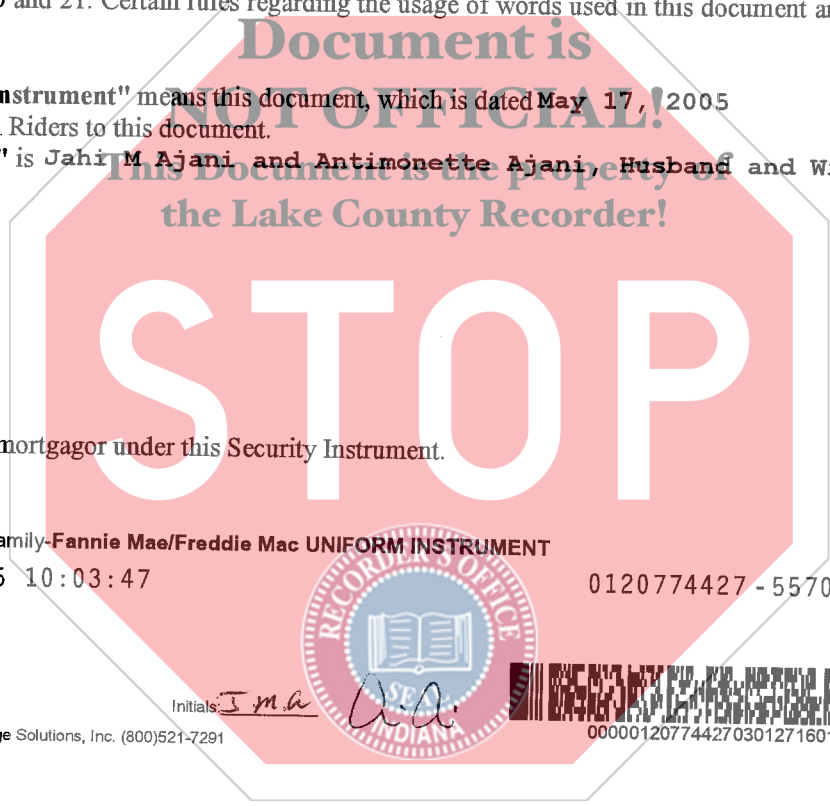 and 21. Certain rules regarding the usage of words used in this document
Document is
nstrument" means this document, which is dated May 17, 2005
NOT OFFICIAL!
Riders to this document.
" is Jahi M Ajani and Antimonette Ajani, Husband and
This Document is the property of
the Lake County Recorder!
STOP
mortgagor under this Security Instrument.
amily-Fannie Mae/Freddie Mac UNIFORM INSTRUMENT
5 10:03:47
0120774427 - 5570
RECORDER'S OFFICE
SEAL
INDIANA
Initials: J M.A A.A.
ge Solutions, Inc. (800)521-7291
000001207744270301271601